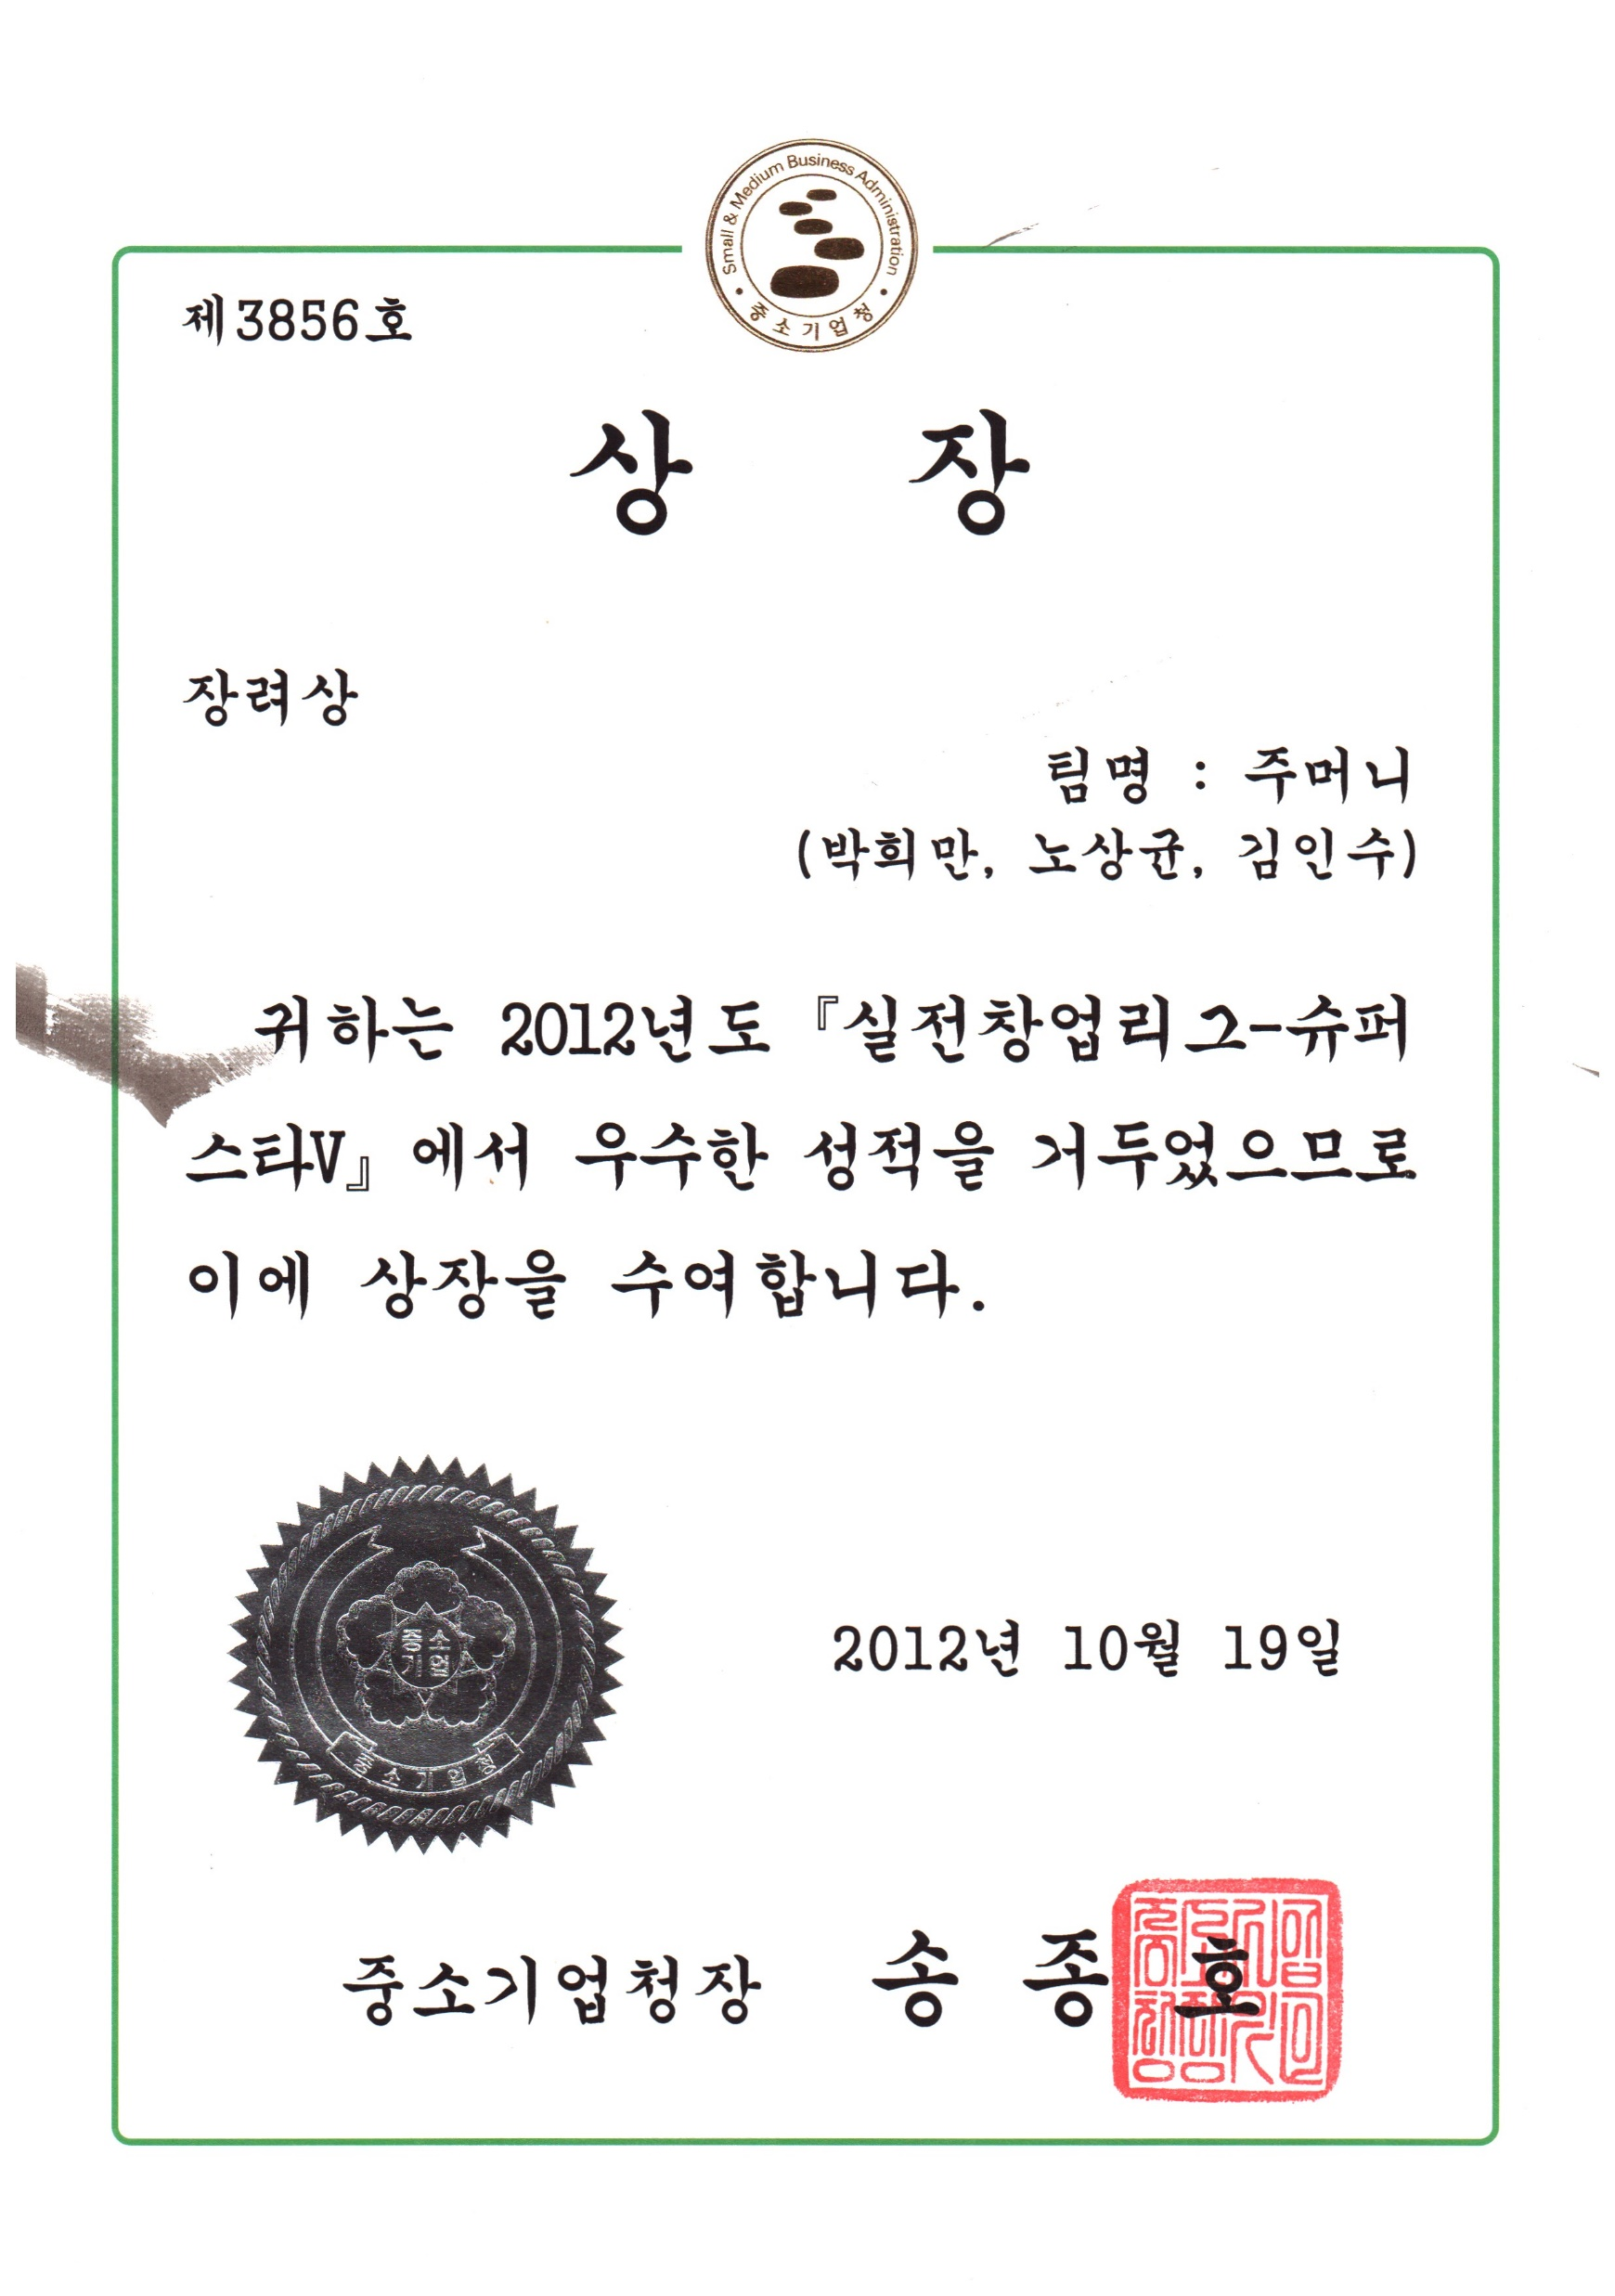 Small & Medium Business Administration
중소기업청
제3856호
상 장
장려상
팀명 : 주머니
(박희만, 노상균, 김인수)
귀하는 2012년도 『실전창업리그-슈퍼
스타V』에서 우수한 성적을 거두었으므로
이에 상장을 수여합니다.
중소
기업
중소기업청
2012년 10월 19일
중소기업청장 송 종 호